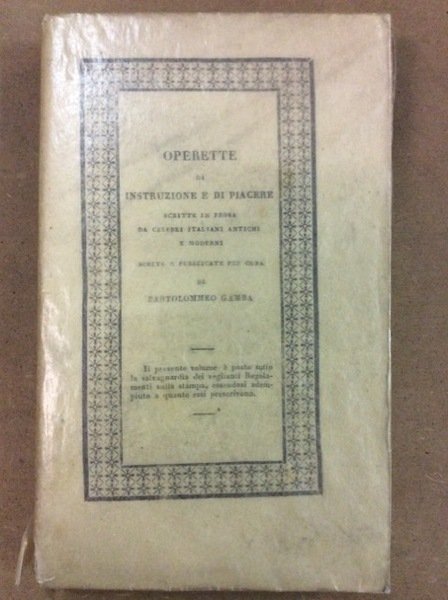 OPERETTE
DI
INSTRUZIONE E DI PIACERE
SCRITTE IN PROSA
DA CELEBRI ITALIANI ANTICHI
E MODERNI
SCELTE E PUBBLICATE PER CURA
DI
BARTOLOMMEO GAMBA
Il presente volume è posto sotto
la salvaguardia dei veglianti Regola-
menti sulla stampa, essendosi adem-
piuto a quanto essi prescrivono.